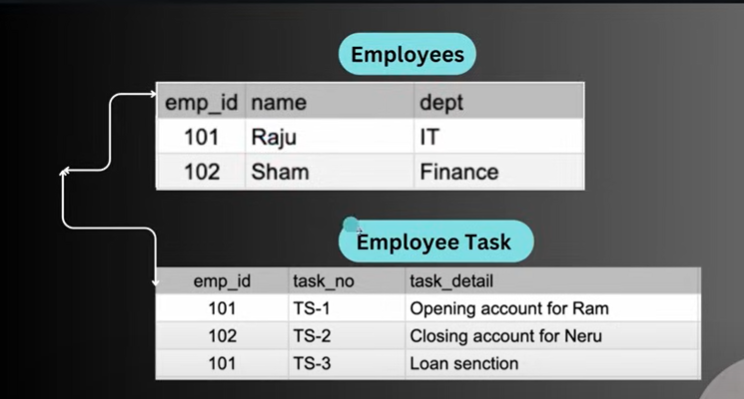 Employees
emp_id name dept
101 Raju IT
102 Sham Finance
Employee Task
emp_id task_no task_detail
101 TS-1 Opening account for Ram
102 TS-2 Closing account for Neru
101 TS-3 Loan senction